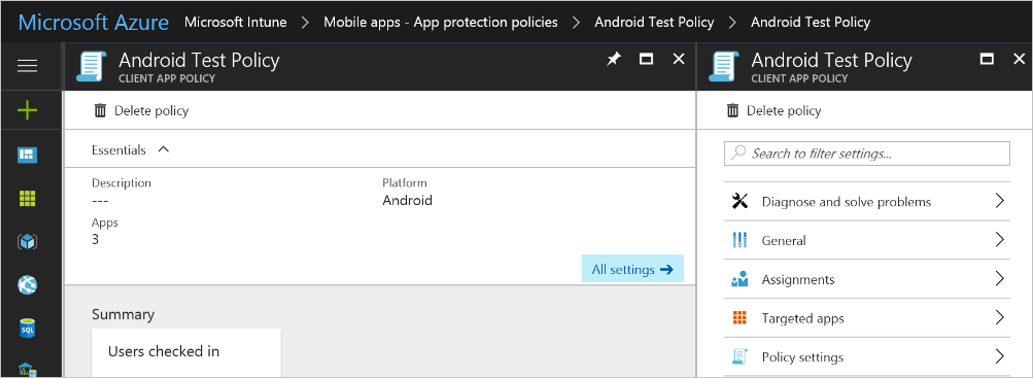 Microsoft Azure Microsoft Intune > Mobile apps - App protection policies > Android Test Policy > Android Test Policy
Android Test Policy
CLIENT APP POLICY
Delete policy
Essentials
Description
---
Platform
Android
Apps
3
All settings →
Summary
Users checked in
Android Test Policy
CLIENT APP POLICY
Delete policy
Search to filter settings...
Diagnose and solve problems
General
Assignments
Targeted apps
Policy settings
SQL